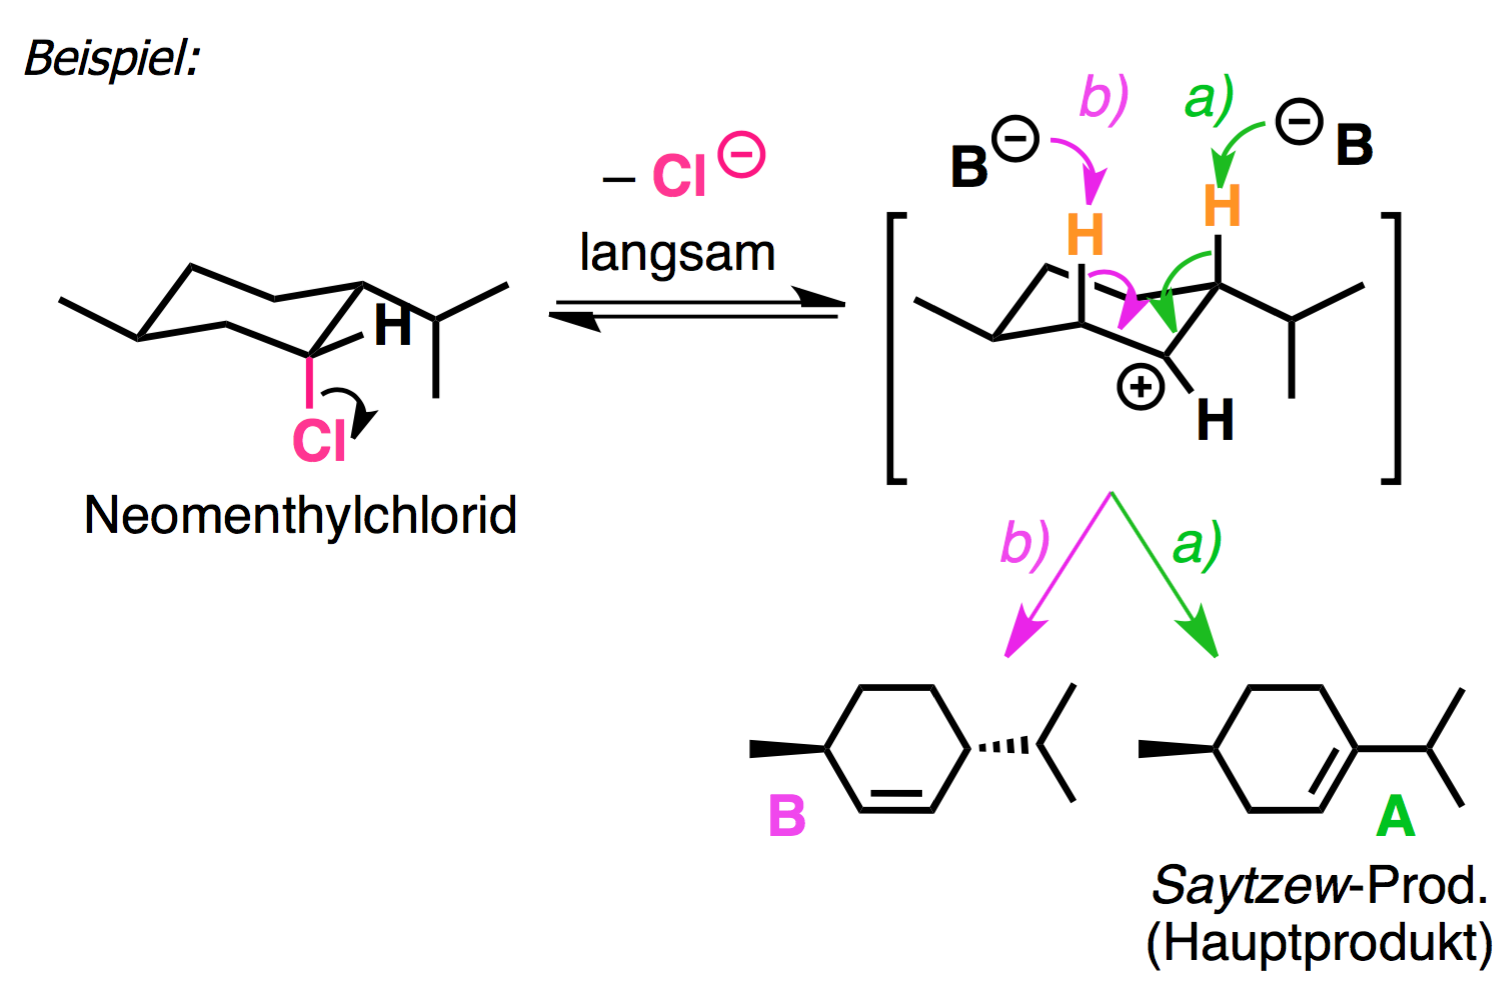 Beispiel:
– Cl⊖
langsam
H
Cl
Neomenthylchlorid
b) a)
B⊖ ⊖ B
H H
⊕
H
b) a)
B A
Saytzew-Prod.
(Hauptprodukt)